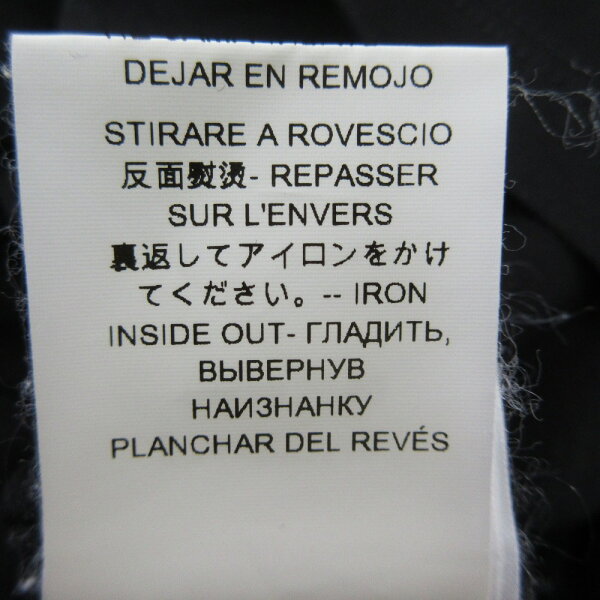 DEJAR EN REMOJO
STIRARE A ROVESCIO
反面熨烫- REPASSER
SUR L'ENVERS
裏返してアイロンをかけ
てください。-- IRON
INSIDE OUT- ГЛАДИТЬ,
ВЫВЕРНУВ
НАИЗНАНКУ
PLANCHAR DEL REVÉS